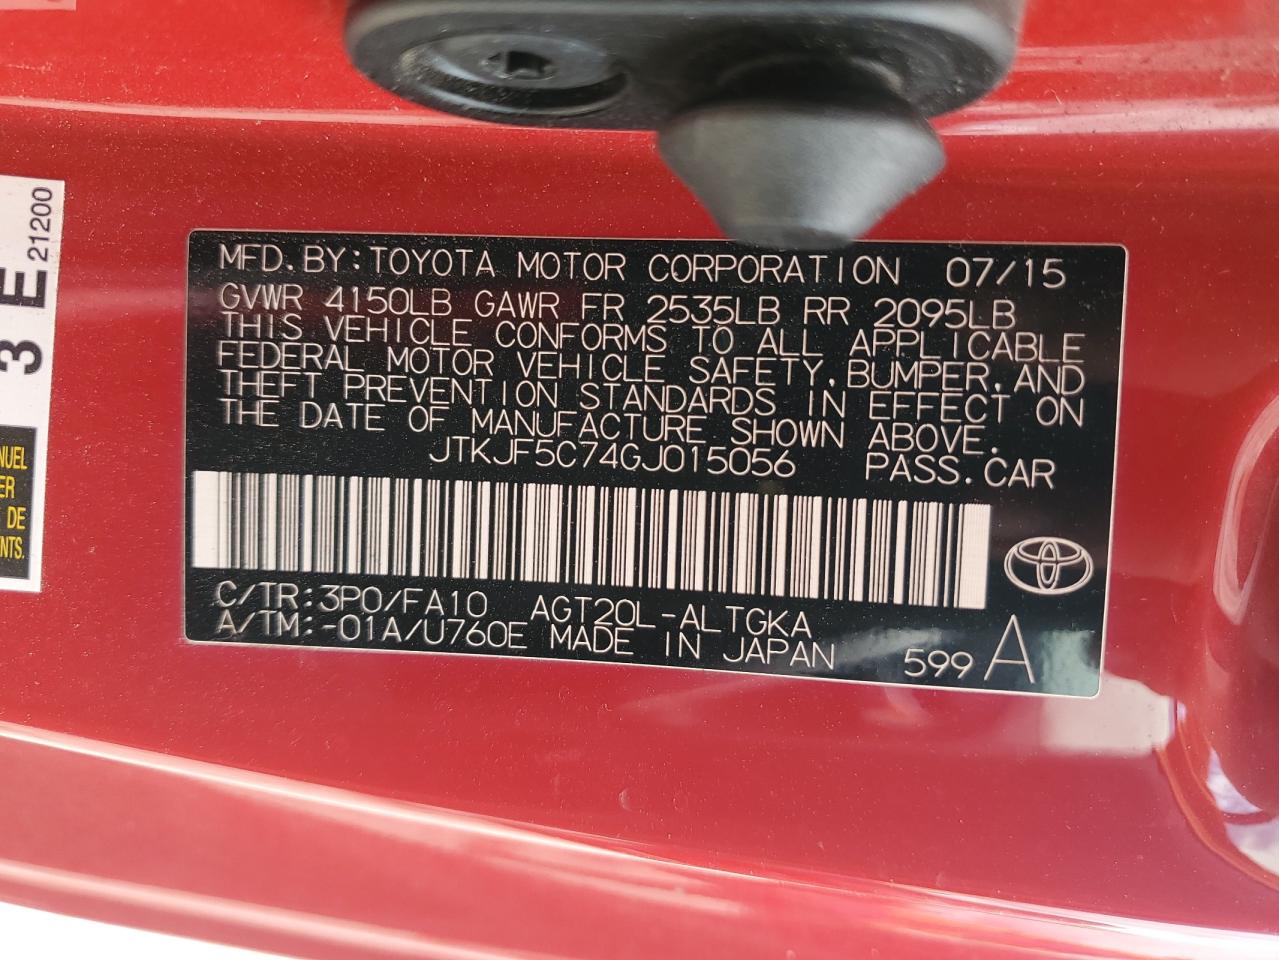 MFD.BY:TOYOTA MOTOR CORPORATION 07/15
GVWR 4150LB GAWR FR 2535LB RR 2095LB
THIS VEHICLE CONFORMS TO ALL APPLICABLE
FEDERAL MOTOR VEHICLE SAFETY,BUMPER,AND
THEFT PREVENTION STANDARDS IN EFFECT ON
THE DATE OF MANUFACTURE SHOWN ABOVE.
JTKJF5C74GJ015056 PASS.CAR
C/TR:3P0/FA10 AGT20L-ALTGKA
A/TM:-01A/U760E MADE IN JAPAN
599 A
3 E
21200
NUEL
ER
DE
NTS.